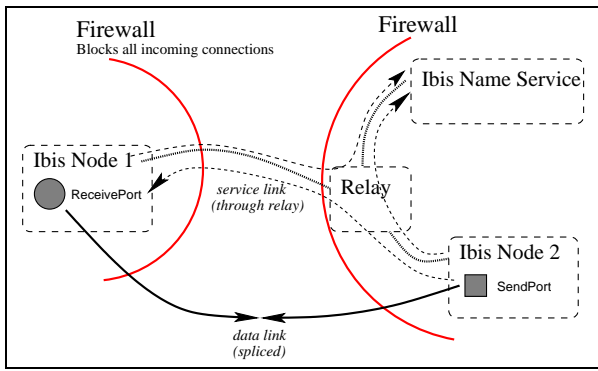 Firewall
Blocks all incoming connections
Firewall
Ibis Name Service
Ibis Node 1
ReceivePort
service link
(through relay)
Relay
Ibis Node 2
SendPort
data link
(spliced)